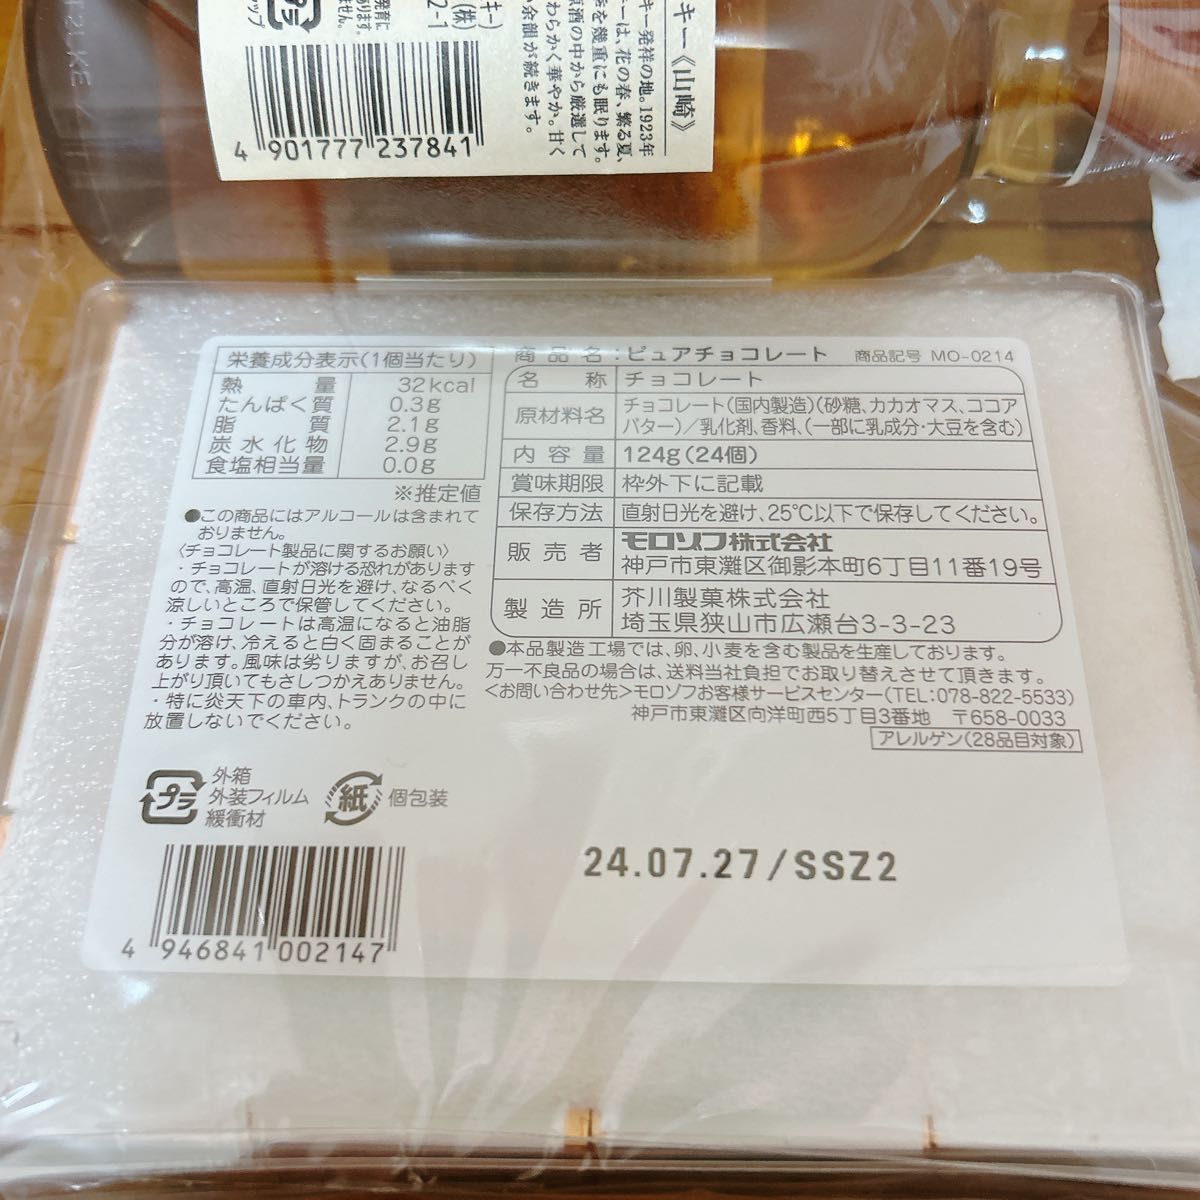 キー《山崎》
キー発祥の地。1923年
キーは、花の春、繁る夏、
季を幾重にも眠ります。
原酒の中から厳選して
わらかく華やか。甘く
い余韻が続きます。
キー)
(株)
2-1
発育に
あります。
せん。
プラ
ャップ
4 901777 237841
栄養成分表示(1個当たり)
熱量 32kcal
たんぱく質 0.3g
脂質 2.1g
炭水化物 2.9g
食塩相当量 0.0g
※推定値
●この商品にはアルコールは含まれて
おりません。
〈チョコレート製品に関するお願い〉
・チョコレートが溶ける恐れがあります
ので、高温、直射日光を避け、なるべく
涼しいところで保管してください。
・チョコレートは高温になると油脂
分が溶け、冷えると白く固まることが
あります。風味は劣りますが、お召し
上がり頂いてもさしつかえありません。
・特に炎天下の車内、トランクの中に
放置しないでください。
商品名:ピュアチョコレート 商品記号 MO-0214
名称 チョコレート
原材料名 チョコレート(国内製造)(砂糖、カカオマス、ココア
バター)/乳化剤、香料、(一部に乳成分・大豆を含む)
内容量 124g(24個)
賞味期限 枠外下に記載
保存方法 直射日光を避け、25℃以下で保存してください。
販売者 モロゾフ株式会社
神戸市東灘区御影本町6丁目11番19号
製造所 芥川製菓株式会社
埼玉県狭山市広瀬台3-3-23
●本品製造工場では、卵、小麦を含む製品を生産しております。
万一不良品の場合は、送料当社負担でお取り替えさせて頂きます。
<お問い合わせ先>モロゾフお客様サービスセンター(TEL:078-822-5533)
神戸市東灘区向洋町西5丁目3番地 〒658-0033
アレルゲン(28品目対象)
プラ 外箱
外装フィルム
緩衝材
紙 個包装
24.07.27/SSZ2
4 946841 002147